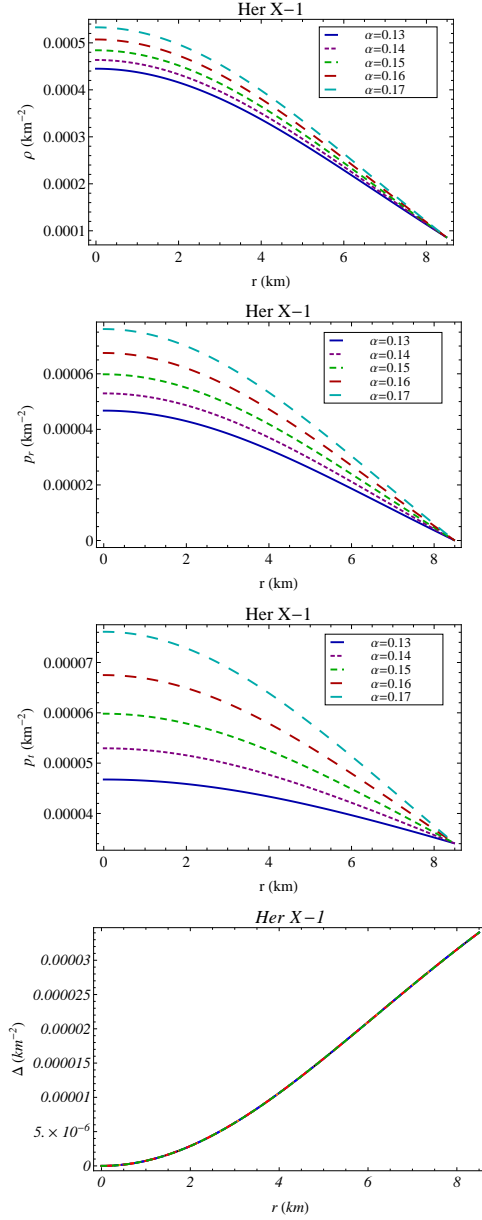 Her X−1
0.0005
0.0004
0.0002
0.0001
ρ (km⁻²)
α=0.13
α=0.14
α=0.15
α=0.16
α=0.17
0 2 4 6 8
r (km)
Her X−1
0.00006
0.00004
0.00002
0
pᵣ (km⁻²)
α=0.13
α=0.14
α=0.15
α=0.16
α=0.17
0 2 4 6 8
r (km)
Her X−1
0.00007
0.00006
0.00005
0.00004
pₜ (km⁻²)
α=0.13
α=0.14
α=0.15
α=0.16
α=0.17
0 2 4 6 8
r (km)
Her X−1
0.00003
0.000025
0.00002
0.000015
0.00001
5.×10⁻⁶
0
Δ (km⁻²)
0 1 2 3 4 5 6 7 8
r (km)